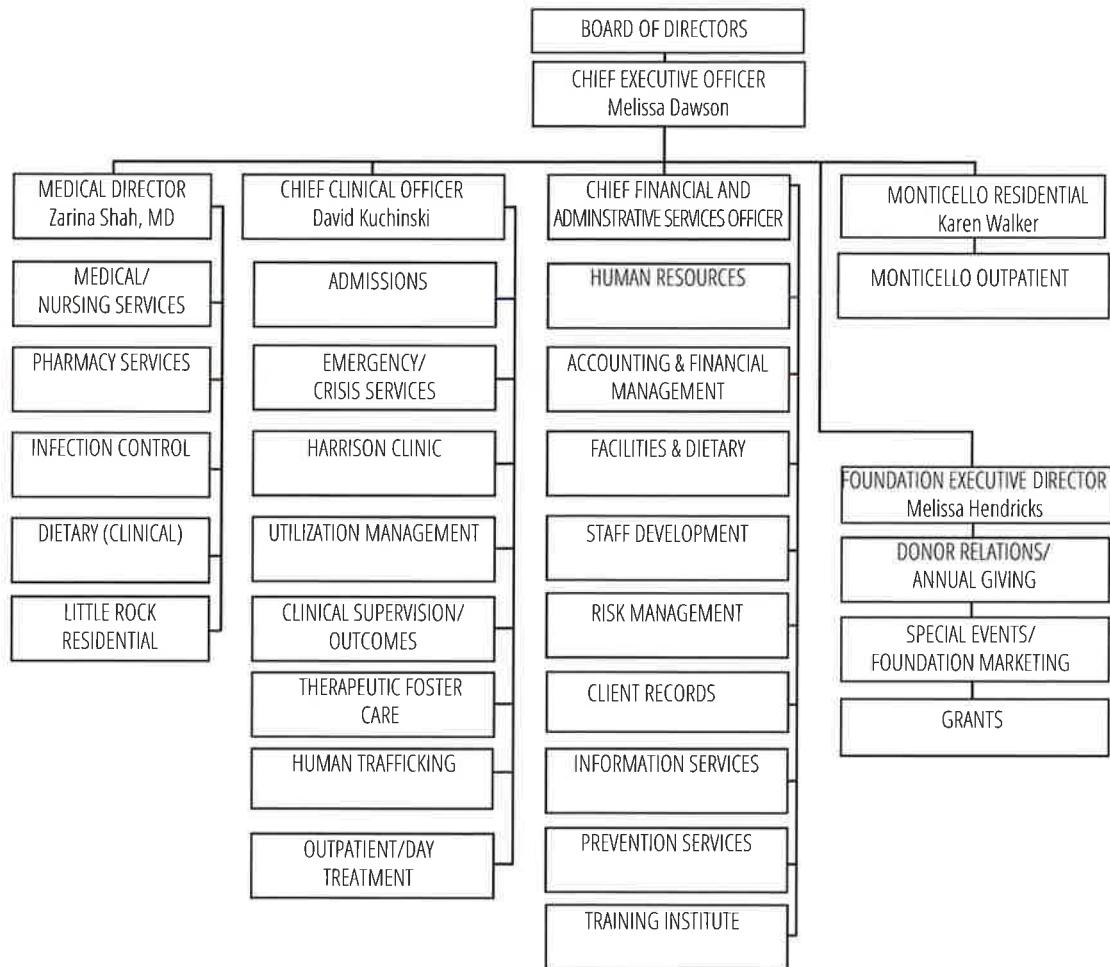 BOARD OF DIRECTORS
CHIEF EXECUTIVE OFFICER
Melissa Dawson
MEDICAL DIRECTOR
Zarina Shah, MD
MEDICAL/
NURSING SERVICES
PHARMACY SERVICES
INFECTION CONTROL
DIETARY (CLINICAL)
LITTLE ROCK
RESIDENTIAL
CHIEF CLINICAL OFFICER
David Kuchinski
ADMISSIONS
EMERGENCY/
CRISIS SERVICES
HARRISON CLINIC
UTILIZATION MANAGEMENT
CLINICAL SUPERVISION/
OUTCOMES
THERAPEUTIC FOSTER
CARE
HUMAN TRAFFICKING
OUTPATIENT/DAY
TREATMENT
CHIEF FINANCIAL AND
ADMINSTRATIVE SERVICES OFFICER
HUMAN RESOURCES
ACCOUNTING & FINANCIAL
MANAGEMENT
FACILITIES & DIETARY
STAFF DEVELOPMENT
RISK MANAGEMENT
CLIENT RECORDS
INFORMATION SERVICES
PREVENTION SERVICES
TRAINING INSTITUTE
MONTICELLO RESIDENTIAL
Karen Walker
MONTICELLO OUTPATIENT
FOUNDATION EXECUTIVE DIRECTOR
Melissa Hendricks
DONOR RELATIONS/
ANNUAL GIVING
SPECIAL EVENTS/
FOUNDATION MARKETING
GRANTS